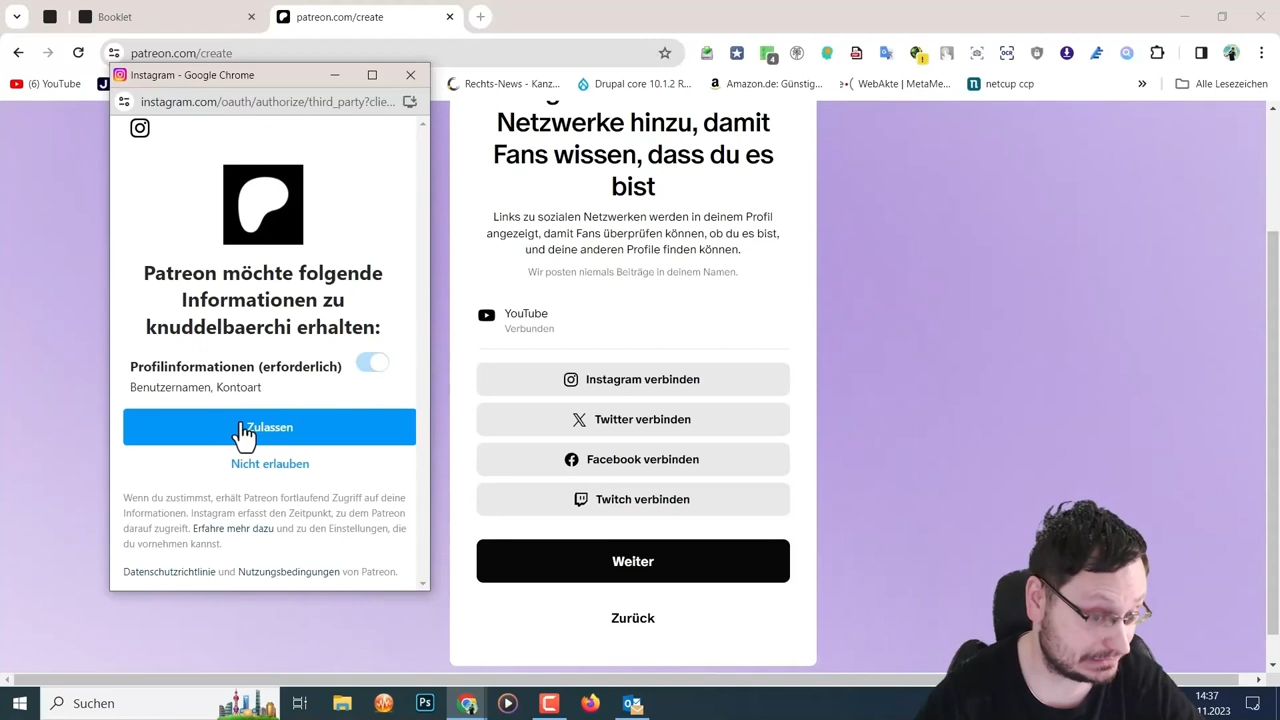 Booklet
patreon.com/create
patreon.com/create
(6) YouTube
Rechts-News - Kanz...
Drupal core 10.1.2 R...
Amazon.de: Günstig...
WebAkte | MetaMe...
netcup ccp
»
Alle Lesezeichen
Instagram - Google Chrome
instagram.com/oauth/authorize/third_party?clie...
Patreon möchte folgende
Informationen zu
knuddelbaerchi erhalten:
Profilinformationen (erforderlich)
Benutzernamen, Kontoart
Zulassen
Nicht erlauben
Wenn du zustimmst, erhält Patreon fortlaufend Zugriff auf deine
Informationen. Instagram erfasst den Zeitpunkt, zu dem Patreon
darauf zugreift. Erfahre mehr dazu und zu den Einstellungen, die
du vornehmen kannst.
Datenschutzrichtlinie und Nutzungsbedingungen von Patreon.
Netzwerke hinzu, damit
Fans wissen, dass du es
bist
Links zu sozialen Netzwerken werden in deinem Profil
angezeigt, damit Fans überprüfen können, ob du es bist,
und deine anderen Profile finden können.
Wir posten niemals Beiträge in deinem Namen.
YouTube
Verbunden
Instagram verbinden
Twitter verbinden
Facebook verbinden
Twitch verbinden
Weiter
Zurück
Suchen
Ps
14:37
.11.2023